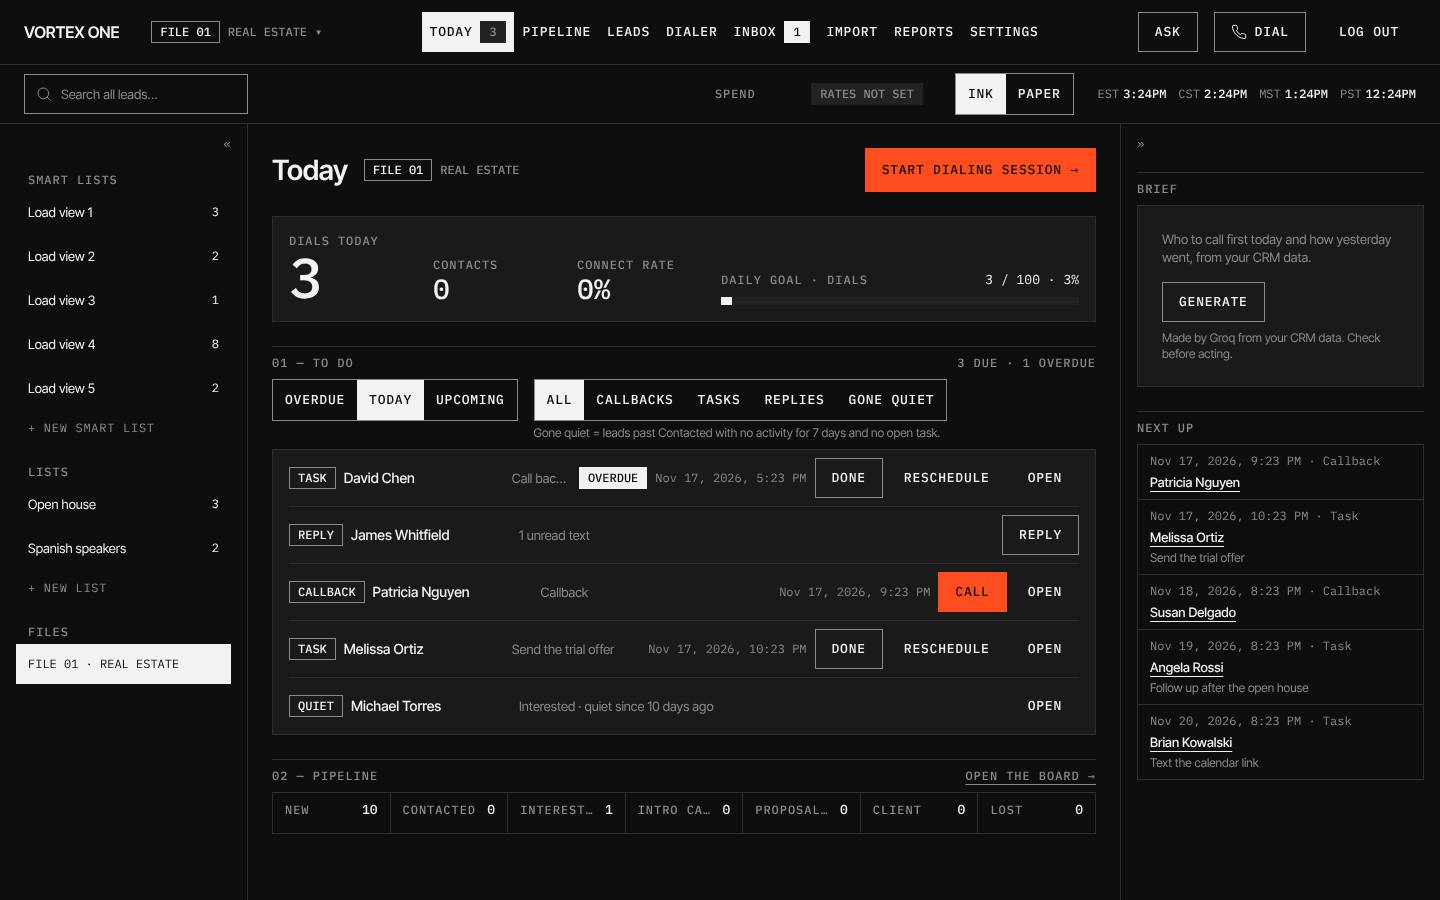 VORTEX ONE
FILE 01 REAL ESTATE ▾
TODAY 3 PIPELINE LEADS DIALER INBOX 1 IMPORT REPORTS SETTINGS
ASK DIAL LOG OUT
Search all leads...
SPEND RATES NOT SET
INK PAPER
EST 3:24PM CST 2:24PM MST 1:24PM PST 12:24PM
«
SMART LISTS
Load view 1 3
Load view 2 2
Load view 3 1
Load view 4 8
Load view 5 2
+ NEW SMART LIST
LISTS
Open house 3
Spanish speakers 2
+ NEW LIST
FILES
FILE 01 · REAL ESTATE
Today FILE 01 REAL ESTATE
START DIALING SESSION →
DIALS TODAY
3
CONTACTS
0
CONNECT RATE
0%
DAILY GOAL · DIALS 3 / 100 · 3%
01 — TO DO 3 DUE · 1 OVERDUE
OVERDUE TODAY UPCOMING
ALL CALLBACKS TASKS REPLIES GONE QUIET
Gone quiet = leads past Contacted with no activity for 7 days and no open task.
TASK David Chen Call bac... OVERDUE Nov 17, 2026, 5:23 PM DONE RESCHEDULE OPEN
REPLY James Whitfield 1 unread text REPLY
CALLBACK Patricia Nguyen Callback Nov 17, 2026, 9:23 PM CALL OPEN
TASK Melissa Ortiz Send the trial offer Nov 17, 2026, 10:23 PM DONE RESCHEDULE OPEN
QUIET Michael Torres Interested · quiet since 10 days ago OPEN
02 — PIPELINE OPEN THE BOARD →
NEW 10 CONTACTED 0 INTEREST… 1 INTRO CA… 0 PROPOSAL… 0 CLIENT 0 LOST 0
»
BRIEF
Who to call first today and how yesterday
went, from your CRM data.
GENERATE
Made by Groq from your CRM data. Check
before acting.
NEXT UP
Nov 17, 2026, 9:23 PM · Callback
Patricia Nguyen
Nov 17, 2026, 10:23 PM · Task
Melissa Ortiz
Send the trial offer
Nov 18, 2026, 8:23 PM · Callback
Susan Delgado
Nov 19, 2026, 8:23 PM · Task
Angela Rossi
Follow up after the open house
Nov 20, 2026, 8:23 PM · Task
Brian Kowalski
Text the calendar link